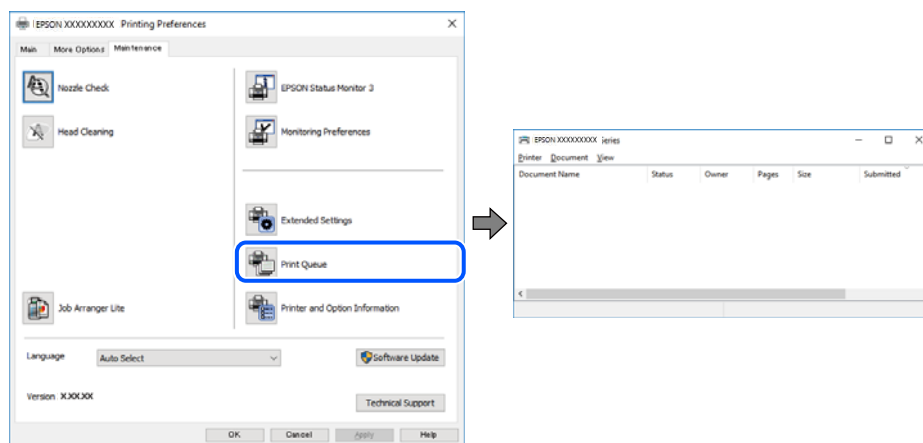 EPSON XXXXXXXXX Printing Preferences
Main More Options Maintenance
Nozzle Check
Head Cleaning
Job Arranger Lite
EPSON Status Monitor 3
Monitoring Preferences
Extended Settings
Print Queue
Printer and Option Information
Language Auto Select
Software Update
Version X.XX.XX
Technical Support
OK Cancel Apply Help
EPSON XXXXXXXXX Series
Printer Document View
Document Name Status Owner Pages Size Submitted